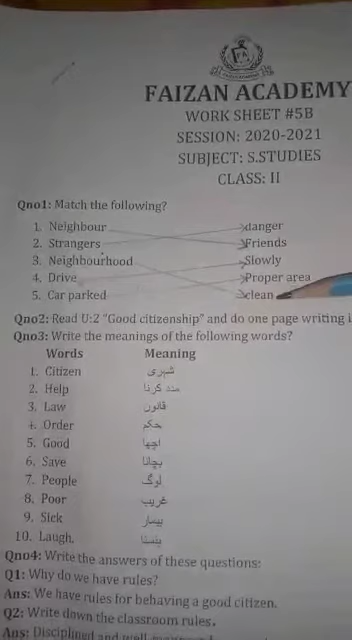 FAIZAN ACADEMY
WORK SHEET #5B
SESSION: 2020-2021
SUBJECT: S.STUDIES
CLASS: II
Qno1: Match the following?
1. Neighbour danger
2. Strangers Friends
3. Neighbourhood Slowly
4. Drive Proper area
5. Car parked clean
Qno2: Read U:2 "Good citizenship" and do one page writing
Qno3: Write the meanings of the following words?
Words Meaning
1. Citizen شہری
2. Help مدد کرنا
3. Law قانون
4. Order حکم
5. Good اچھا
6. Save بچانا
7. People لوگ
8. Poor غریب
9. Sick بیمار
10. Laugh. ہنسنا
Qno4: Write the answers of these questions:
Q1: Why do we have rules?
Ans: We have rules for behaving a good citizen.
Q2: Write down the classroom rules.
Ans: Disciplined and well